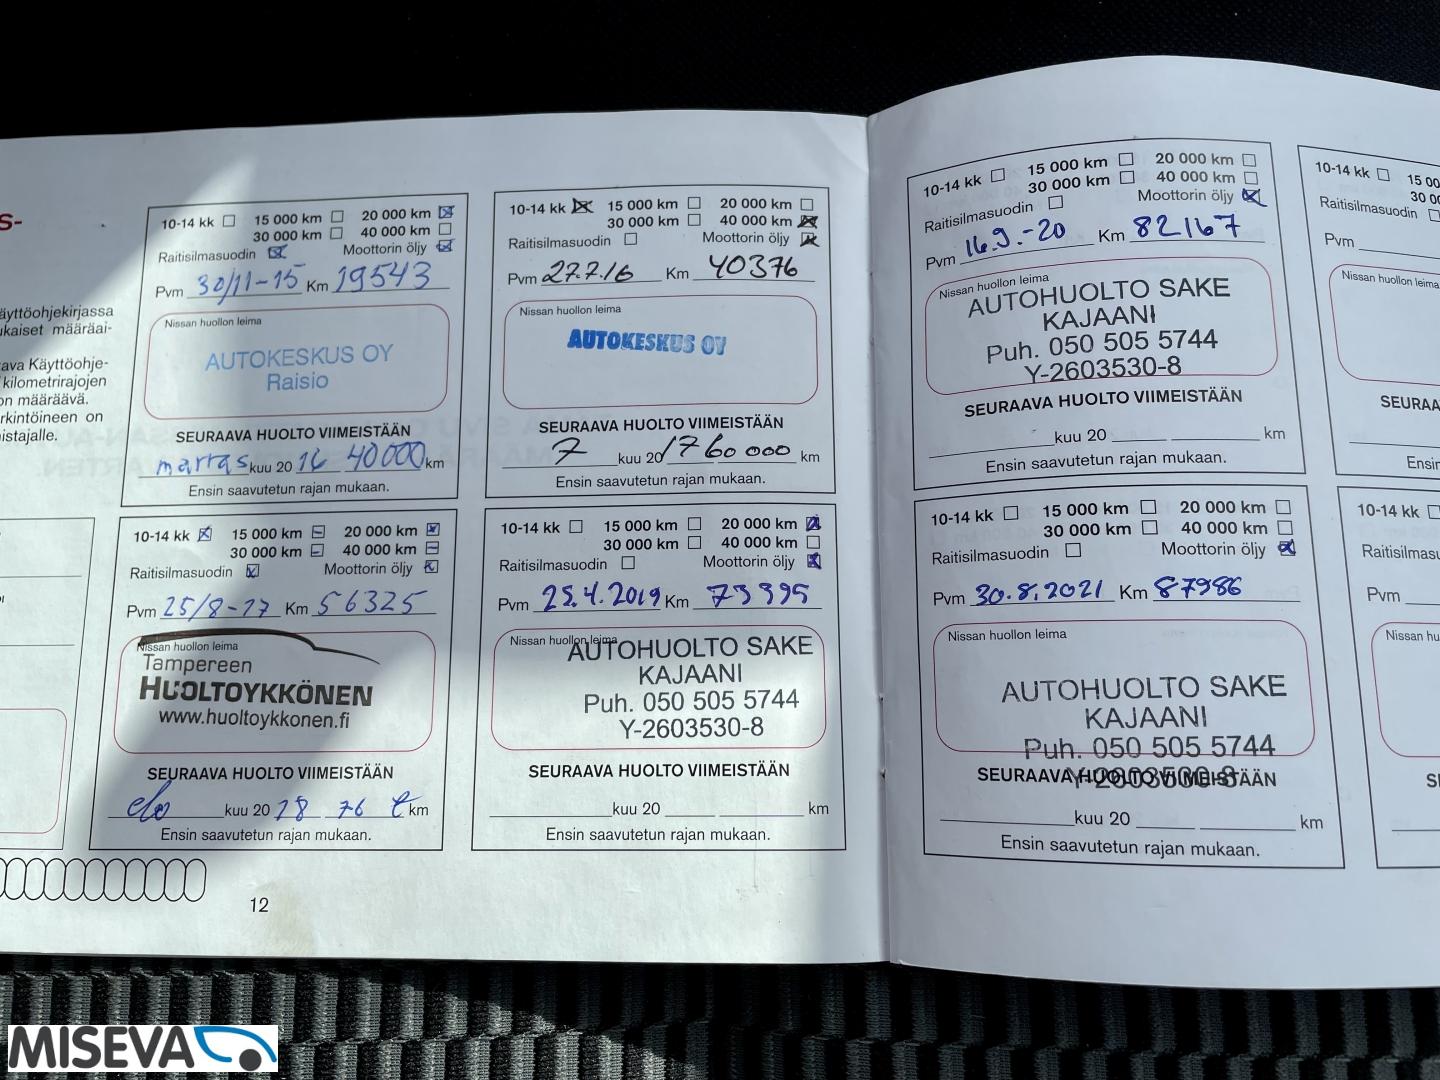 S-
äyttöohjekirjassa
ukaiset määräai-
ava Käyttöohje-
kilometrirajojen
on määräävä.
rkintöineen on
istajalle.
10-14 kk 15 000 km 20 000 km
30 000 km 40 000 km
Raitisilmasuodin Moottorin öljy
Pvm 30/11-15 Km 19543
Nissan huollon leima
AUTOKESKUS OY
Raisio
SEURAAVA HUOLTO VIIMEISTÄÄN
marras kuu 20 16 40000 km
Ensin saavutetun rajan mukaan.
10-14 kk 15 000 km 20 000 km
30 000 km 40 000 km
Raitisilmasuodin Moottorin öljy
Pvm 27.7.16 Km 40376
Nissan huollon leima
AUTOKESKUS OY
SEURAAVA HUOLTO VIIMEISTÄÄN
7 kuu 20 17 60000 km
Ensin saavutetun rajan mukaan.
10-14 kk 15 000 km 20 000 km
30 000 km 40 000 km
Raitisilmasuodin Moottorin öljy
Pvm 25/8-17 Km 56325
Nissan huollon leima
Tampereen
HUOLTOYKKÖNEN
www.huoltoykkonen.fi
SEURAAVA HUOLTO VIIMEISTÄÄN
elo kuu 20 18 76 t km
Ensin saavutetun rajan mukaan.
10-14 kk 15 000 km 20 000 km
30 000 km 40 000 km
Raitisilmasuodin Moottorin öljy
Pvm 25.4.2019 Km 73395
Nissan huollon leima
AUTOHUOLTO SAKE
KAJAANI
Puh. 050 505 5744
Y-2603530-8
SEURAAVA HUOLTO VIIMEISTÄÄN
kuu 20 km
Ensin saavutetun rajan mukaan.
12
10-14 kk 15 000 km 20 000 km
30 000 km 40 000 km
Raitisilmasuodin Moottorin öljy
Pvm 16.9.-20 Km 82167
Nissan huollon leima
AUTOHUOLTO SAKE
KAJAANI
Puh. 050 505 5744
Y-2603530-8
SEURAAVA HUOLTO VIIMEISTÄÄN
kuu 20 km
Ensin saavutetun rajan mukaan.
10-14 kk 15 000 km 20 000 km
30 000 km 40 000 km
Raitisilmasuodin Moottorin öljy
Pvm 30.8.2021 Km 87986
Nissan huollon leima
AUTOHUOLTO SAKE
KAJAANI
Puh. 050 505 5744
Y-2603530-8
SEURAAVA HUOLTO VIIMEISTÄÄN
kuu 20 km
Ensin saavutetun rajan mukaan.
10-14 kk 15 00
30 00
Raitisilmasuodin
Pvm
Nissan huollon leima
SEURAA
Ensin
10-14 kk
Raitisilmasu
Pvm
Nissan hu
SE
MISEVA